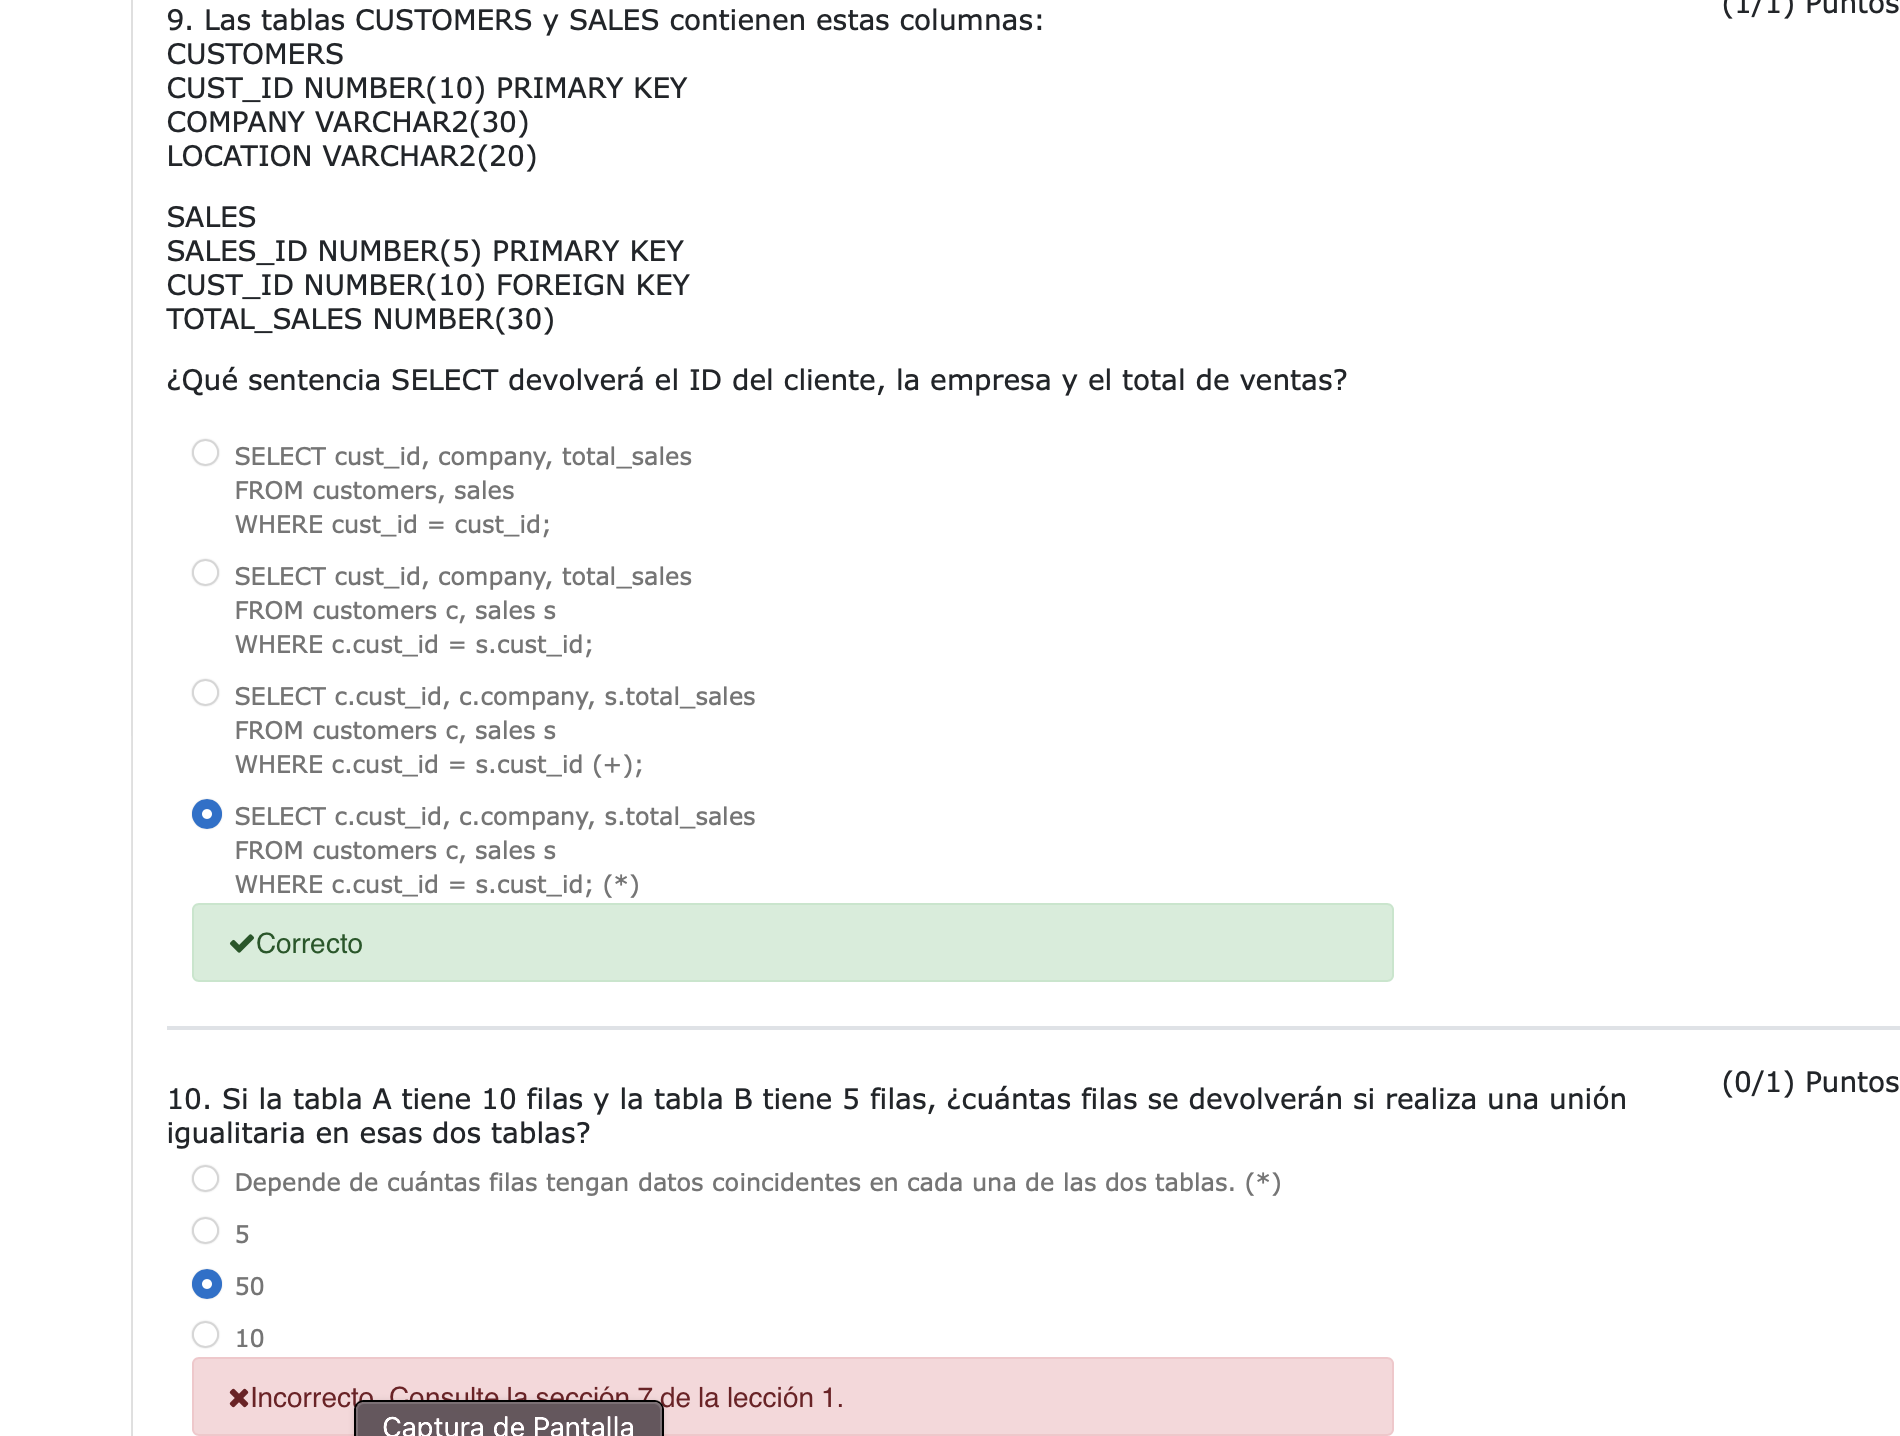 (1/1) Puntos
9. Las tablas CUSTOMERS y SALES contienen estas columnas:
CUSTOMERS
CUST_ID NUMBER(10) PRIMARY KEY
COMPANY VARCHAR2(30)
LOCATION VARCHAR2(20)
SALES
SALES_ID NUMBER(5) PRIMARY KEY
CUST_ID NUMBER(10) FOREIGN KEY
TOTAL_SALES NUMBER(30)
¿Qué sentencia SELECT devolverá el ID del cliente, la empresa y el total de ventas?
SELECT cust_id, company, total_sales
FROM customers, sales
WHERE cust_id = cust_id;
SELECT cust_id, company, total_sales
FROM customers c, sales s
WHERE c.cust_id = s.cust_id;
SELECT c.cust_id, c.company, s.total_sales
FROM customers c, sales s
WHERE c.cust_id = s.cust_id (+);
SELECT c.cust_id, c.company, s.total_sales
FROM customers c, sales s
WHERE c.cust_id = s.cust_id; (*)
Correcto
(0/1) Puntos
10. Si la tabla A tiene 10 filas y la tabla B tiene 5 filas, ¿cuántas filas se devolverán si realiza una unión
igualitaria en esas dos tablas?
Depende de cuántas filas tengan datos coincidentes en cada una de las dos tablas. (*)
5
50
10
Incorrecto. Consulte la sección 7 de la lección 1.
Captura de Pantalla